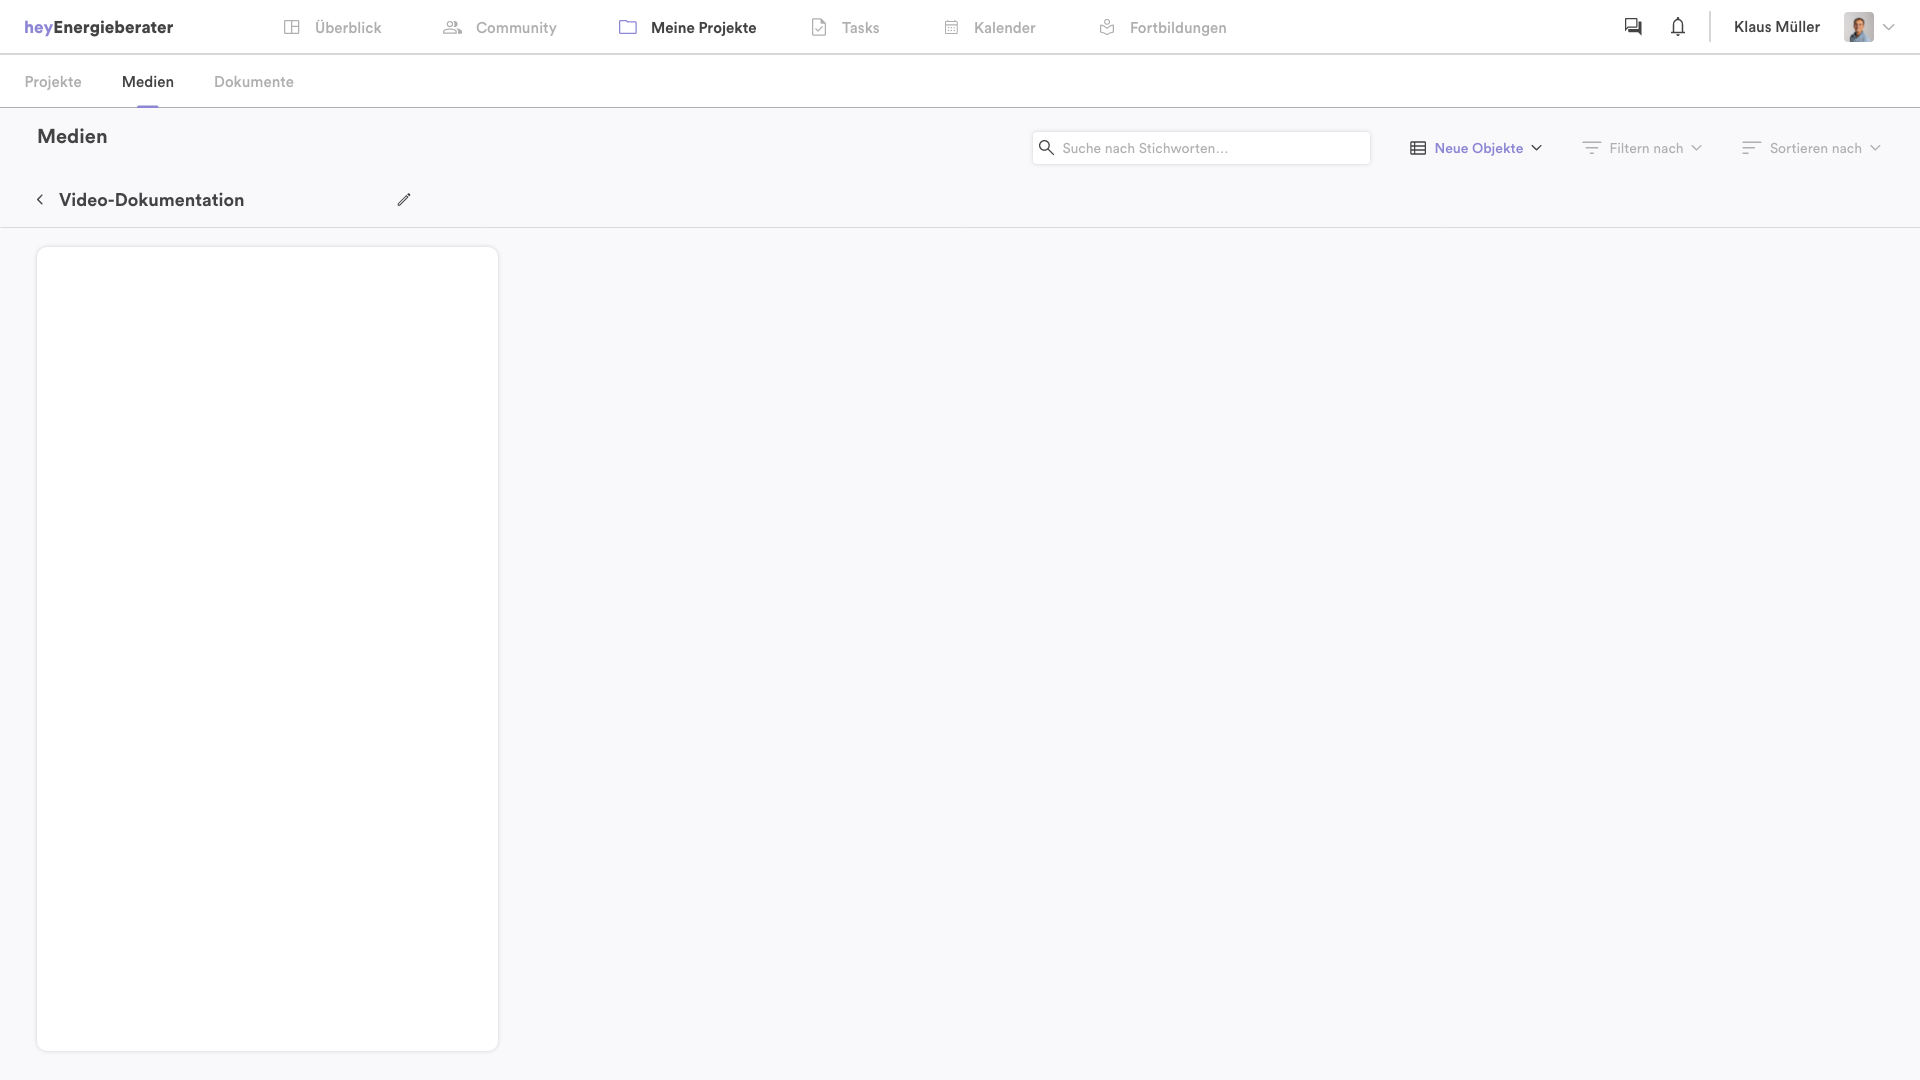 heyEnergieberater
Überblick
Community
Meine Projekte
Tasks
Kalender
Fortbildungen
Klaus Müller
Projekte
Medien
Dokumente
Medien
Suche nach Stichworten...
Neue Objekte
Filtern nach
Sortieren nach
Video-Dokumentation